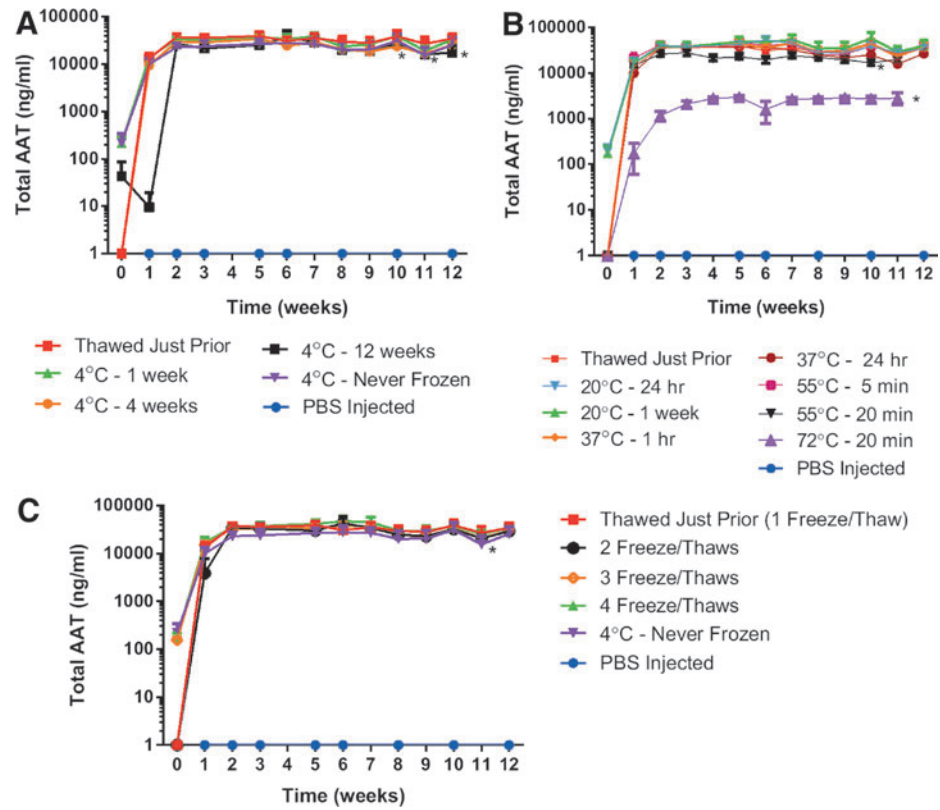 A
Total AAT (ng/ml)
100000
10000
1000
100
10
1
0 1 2 3 4 5 6 7 8 9 10 11 12
Time (weeks)
* * *
Thawed Just Prior
4°C - 1 week
4°C - 4 weeks
4°C - 12 weeks
4°C - Never Frozen
PBS Injected
B
Total AAT (ng/ml)
100000
10000
1000
100
10
1
0 1 2 3 4 5 6 7 8 9 10 11 12
Time (weeks)
*
*
Thawed Just Prior
20°C - 24 hr
20°C - 1 week
37°C - 1 hr
37°C - 24 hr
55°C - 5 min
55°C - 20 min
72°C - 20 min
PBS Injected
C
Total AAT (ng/ml)
100000
10000
1000
100
10
1
0 1 2 3 4 5 6 7 8 9 10 11 12
Time (weeks)
*
Thawed Just Prior (1 Freeze/Thaw)
2 Freeze/Thaws
3 Freeze/Thaws
4 Freeze/Thaws
4°C - Never Frozen
PBS Injected